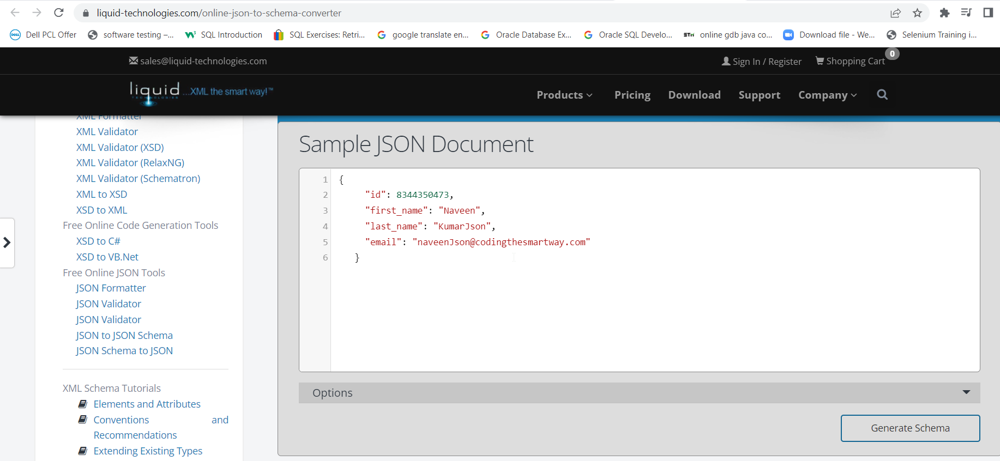 liquid-technologies.com/online-json-to-schema-converter
Dell PCL Offer software testing –... SQL Introduction SQL Exercises: Retri... google translate en... Oracle Database Ex... Oracle SQL Develo... STH online gdb java co... Download file - We... Selenium Training i...
sales@liquid-technologies.com Sign In / Register Shopping Cart 0
liquid ...XML the smart way!™
TECHNOLOGIES
Products Pricing Download Support Company
XML Formatter
XML Validator
XML Validator (XSD)
XML Validator (RelaxNG)
XML Validator (Schematron)
XML to XSD
XSD to XML
Free Online Code Generation Tools
XSD to C#
XSD to VB.Net
Free Online JSON Tools
JSON Formatter
JSON Validator
JSON Validator
JSON to JSON Schema
JSON Schema to JSON
XML Schema Tutorials
Elements and Attributes
Conventions and
Recommendations
Extending Existing Types
Sample JSON Document
1 {
2 "id": 8344350473,
3 "first_name": "Naveen",
4 "last_name": "KumarJson",
5 "email": "naveenJson@codingthesmartway.com"
6 }
Options
Generate Schema